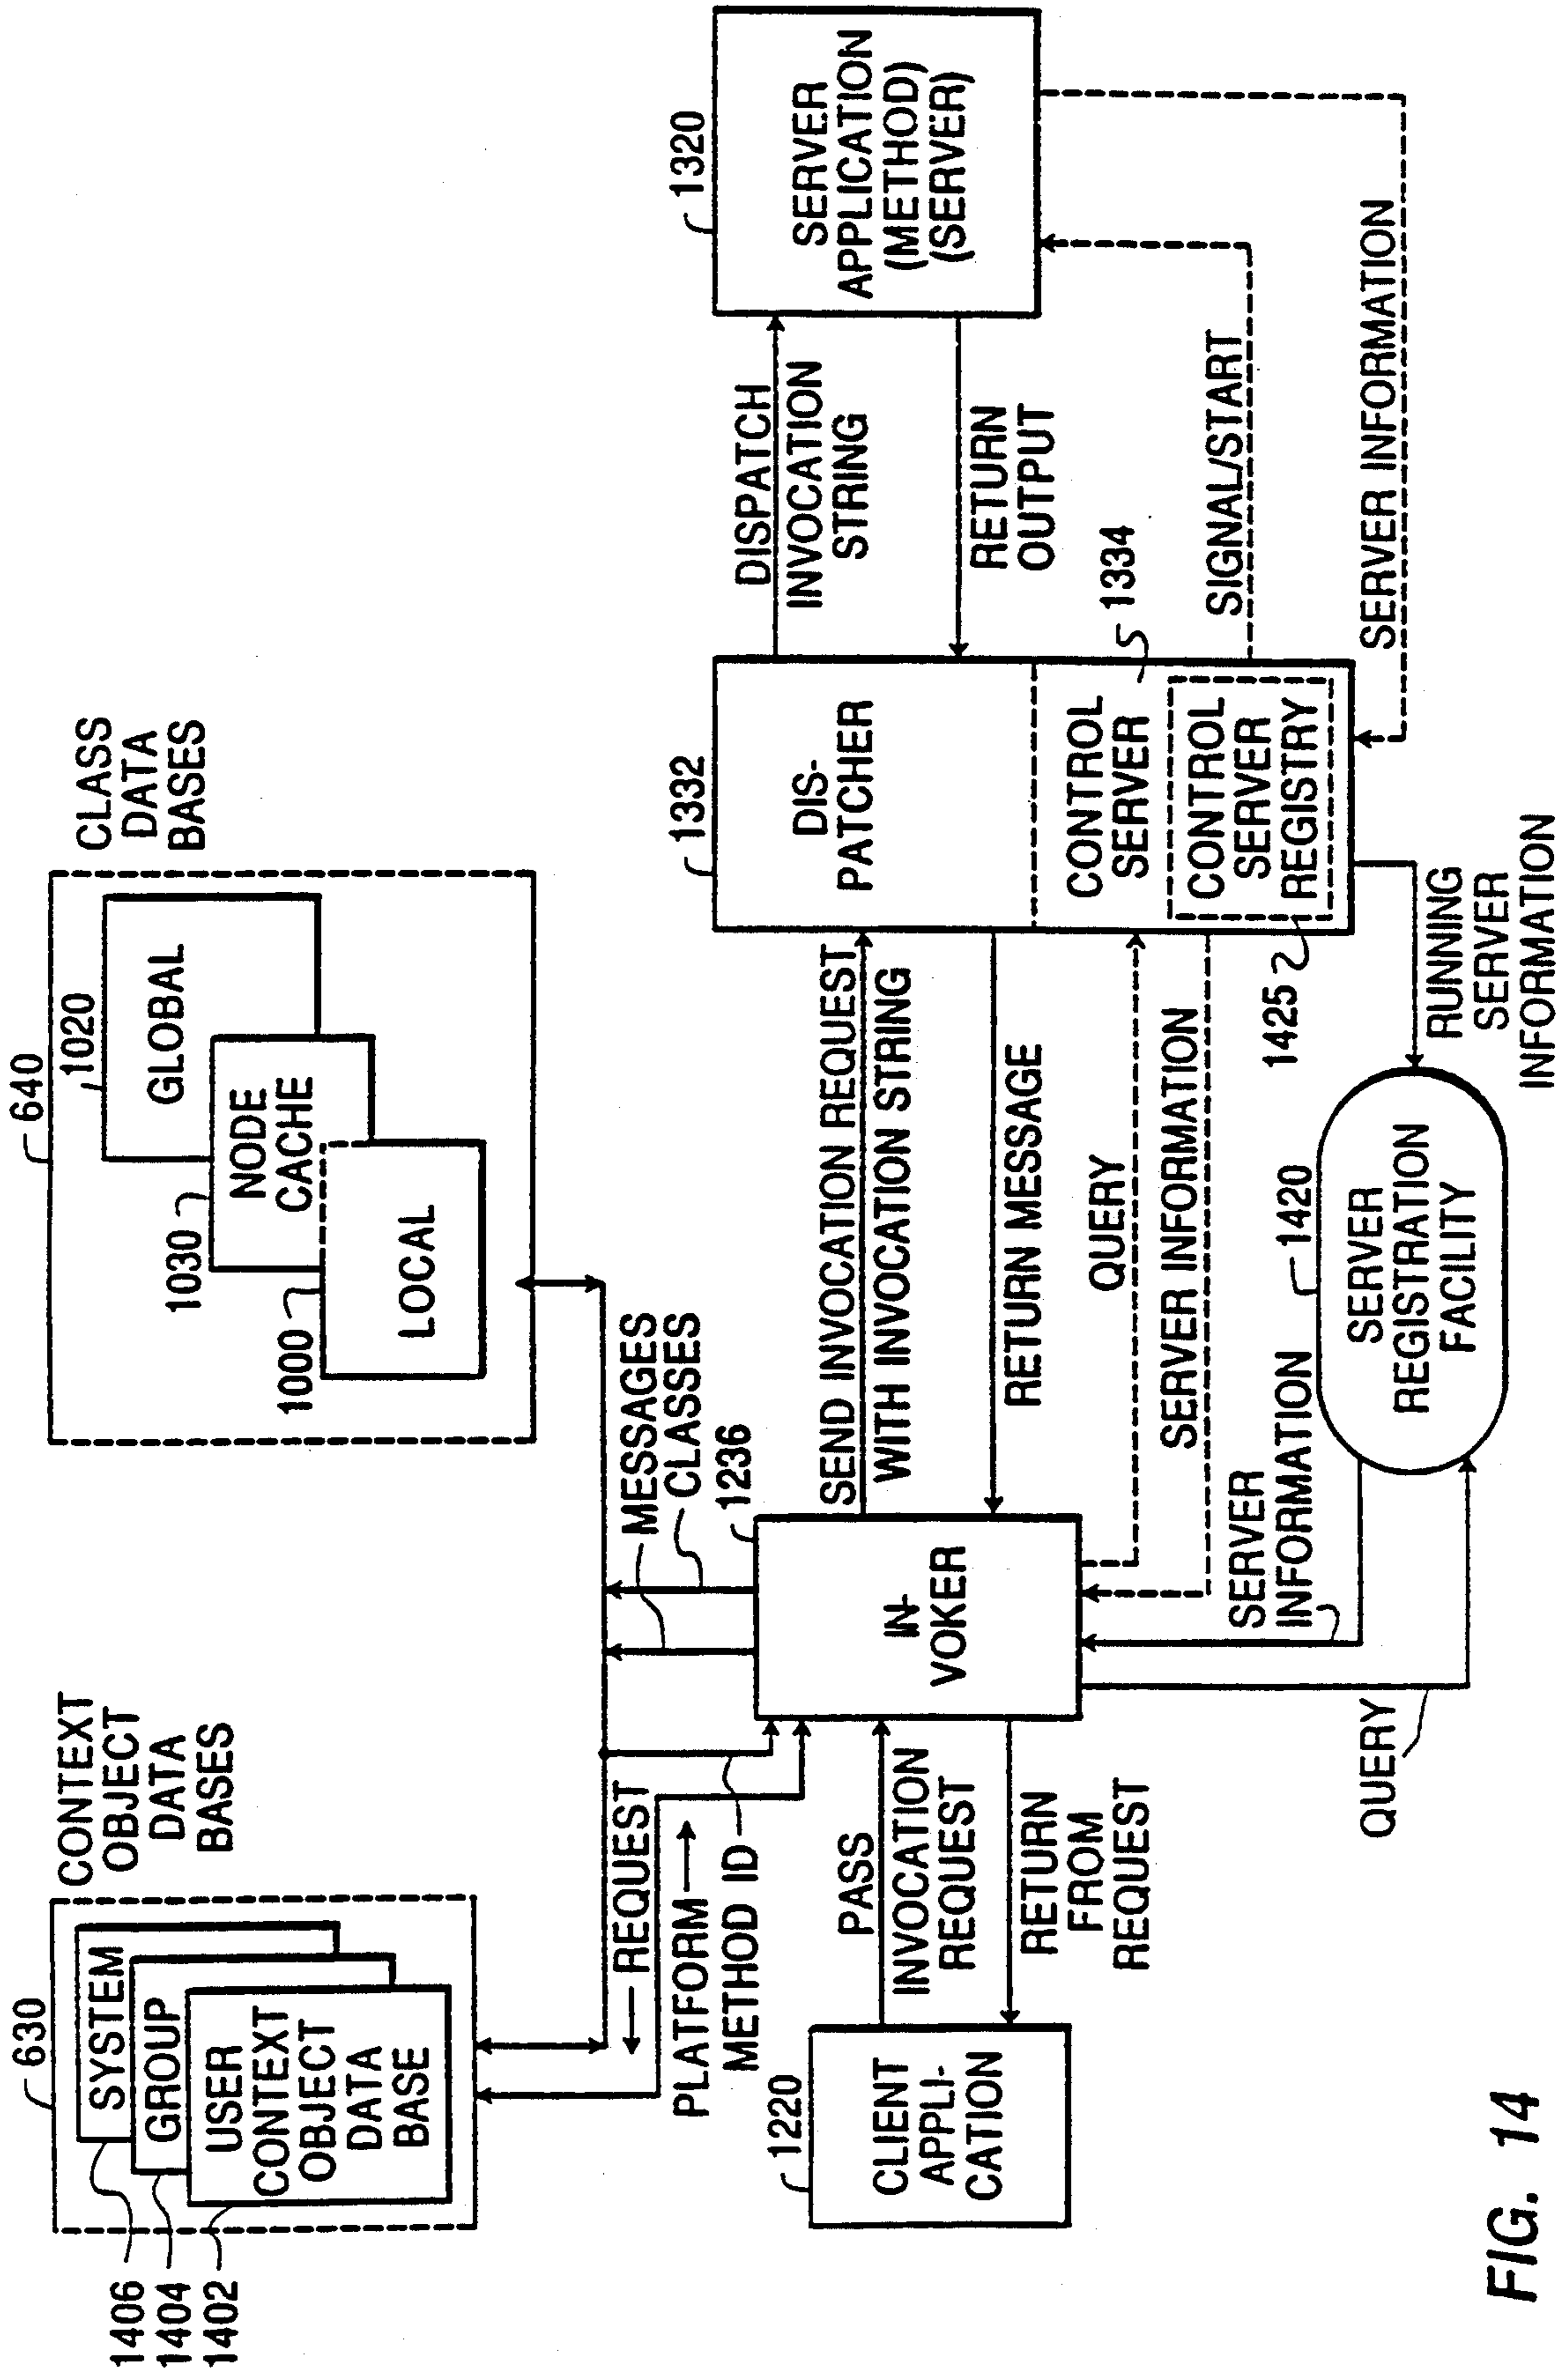 CONTEXT
OBJECT
DATA
BASES
630
SYSTEM
GROUP
USER
CONTEXT
OBJECT
DATA
BASE
1406
1404
1402
CLASS
DATA
BASES
640
1020
GLOBAL
1030
NODE
CACHE
1000
LOCAL
MESSAGES
CLASSES
REQUEST
PLATFORM
METHOD ID
1220
CLIENT
APPLI-
CATION
PASS
INVOCATION
REQUEST
RETURN
FROM
REQUEST
1236
IN-
VOKER
SEND INVOCATION REQUEST
WITH INVOCATION STRING
RETURN MESSAGE
QUERY
SERVER INFORMATION
SERVER
INFORMATION
QUERY
1420
SERVER
REGISTRATION
FACILITY
RUNNING
SERVER
INFORMATION
1332
DIS-
PATCHER
CONTROL
SERVER
1334
CONTROL
SERVER
REGISTRY
1425
DISPATCH
INVOCATION
STRING
RETURN
OUTPUT
SIGNAL/START
SERVER INFORMATION
1320
SERVER
APPLICATION
(METHOD)
(SERVER)
FIG. 14